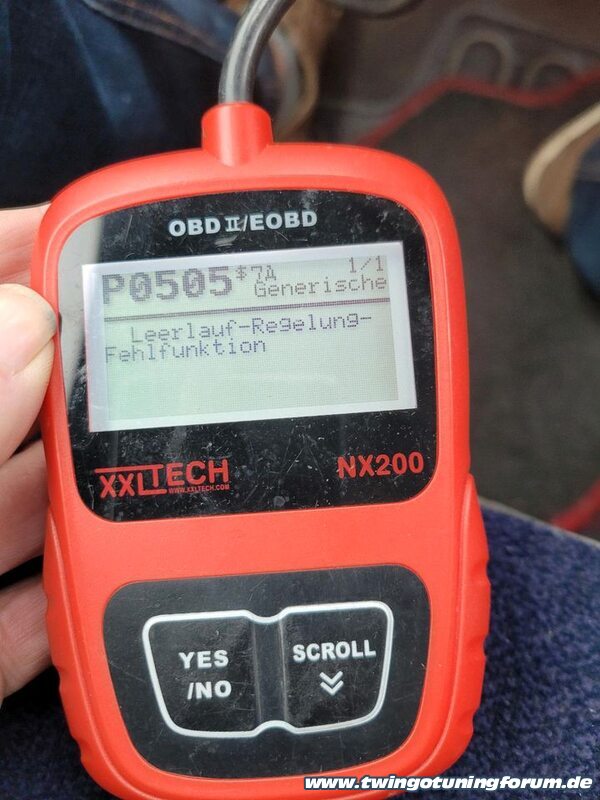 OBD II/EOBD
P0505 $7A 1/1
Generische
Leerlauf-Regelung-
Fehlfunktion
XXLTECH
WWW.XXLTECH.COM
NX200
YES
/NO
SCROLL
www.twingotuningforum.de